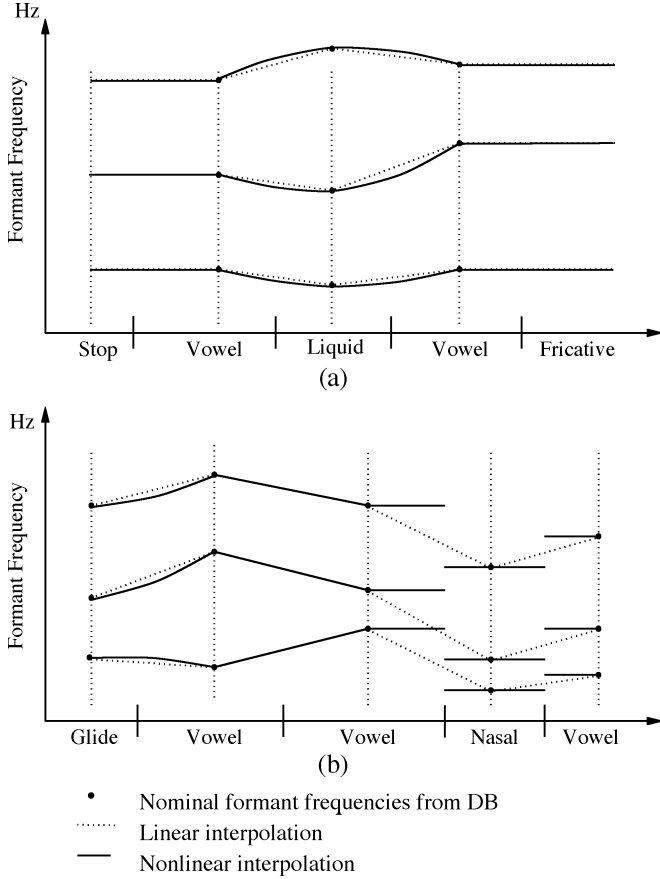 Hz
Formant Frequency
Stop Vowel Liquid Vowel Fricative
(a)
Hz
Formant Frequency
Glide Vowel Vowel Nasal Vowel
(b)
Nominal formant frequencies from DB
Linear interpolation
Nonlinear interpolation